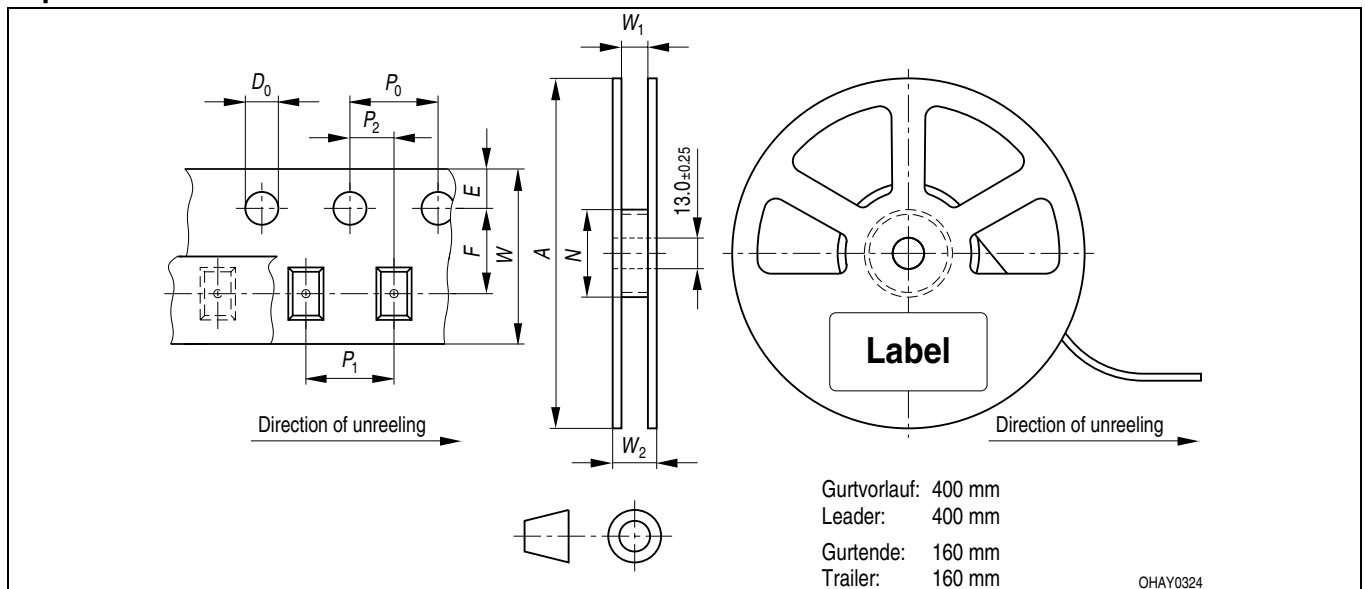 W₁
D₀
P₀
P₂
E
F
W
A
N
13.0±0.25
Label
P₁
W₂
Direction of unreeling
Direction of unreeling
Gurtvorlauf: 400 mm
Leader: 400 mm
Gurtende: 160 mm
Trailer: 160 mm
OHAY0324